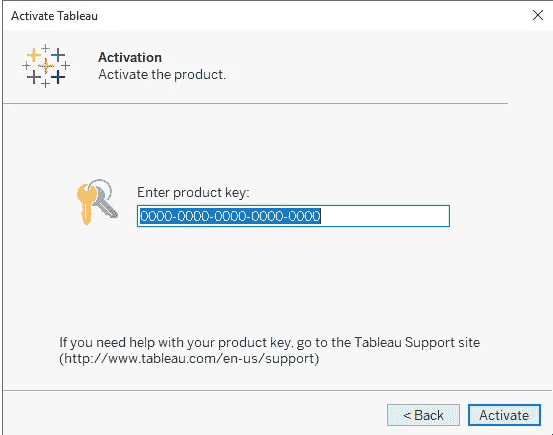 Activate Tableau
Activation
Activate the product.
Enter product key:
0000-0000-0000-0000-0000
If you need help with your product key, go to the Tableau Support site
(http://www.tableau.com/en-us/support)
< Back
Activate